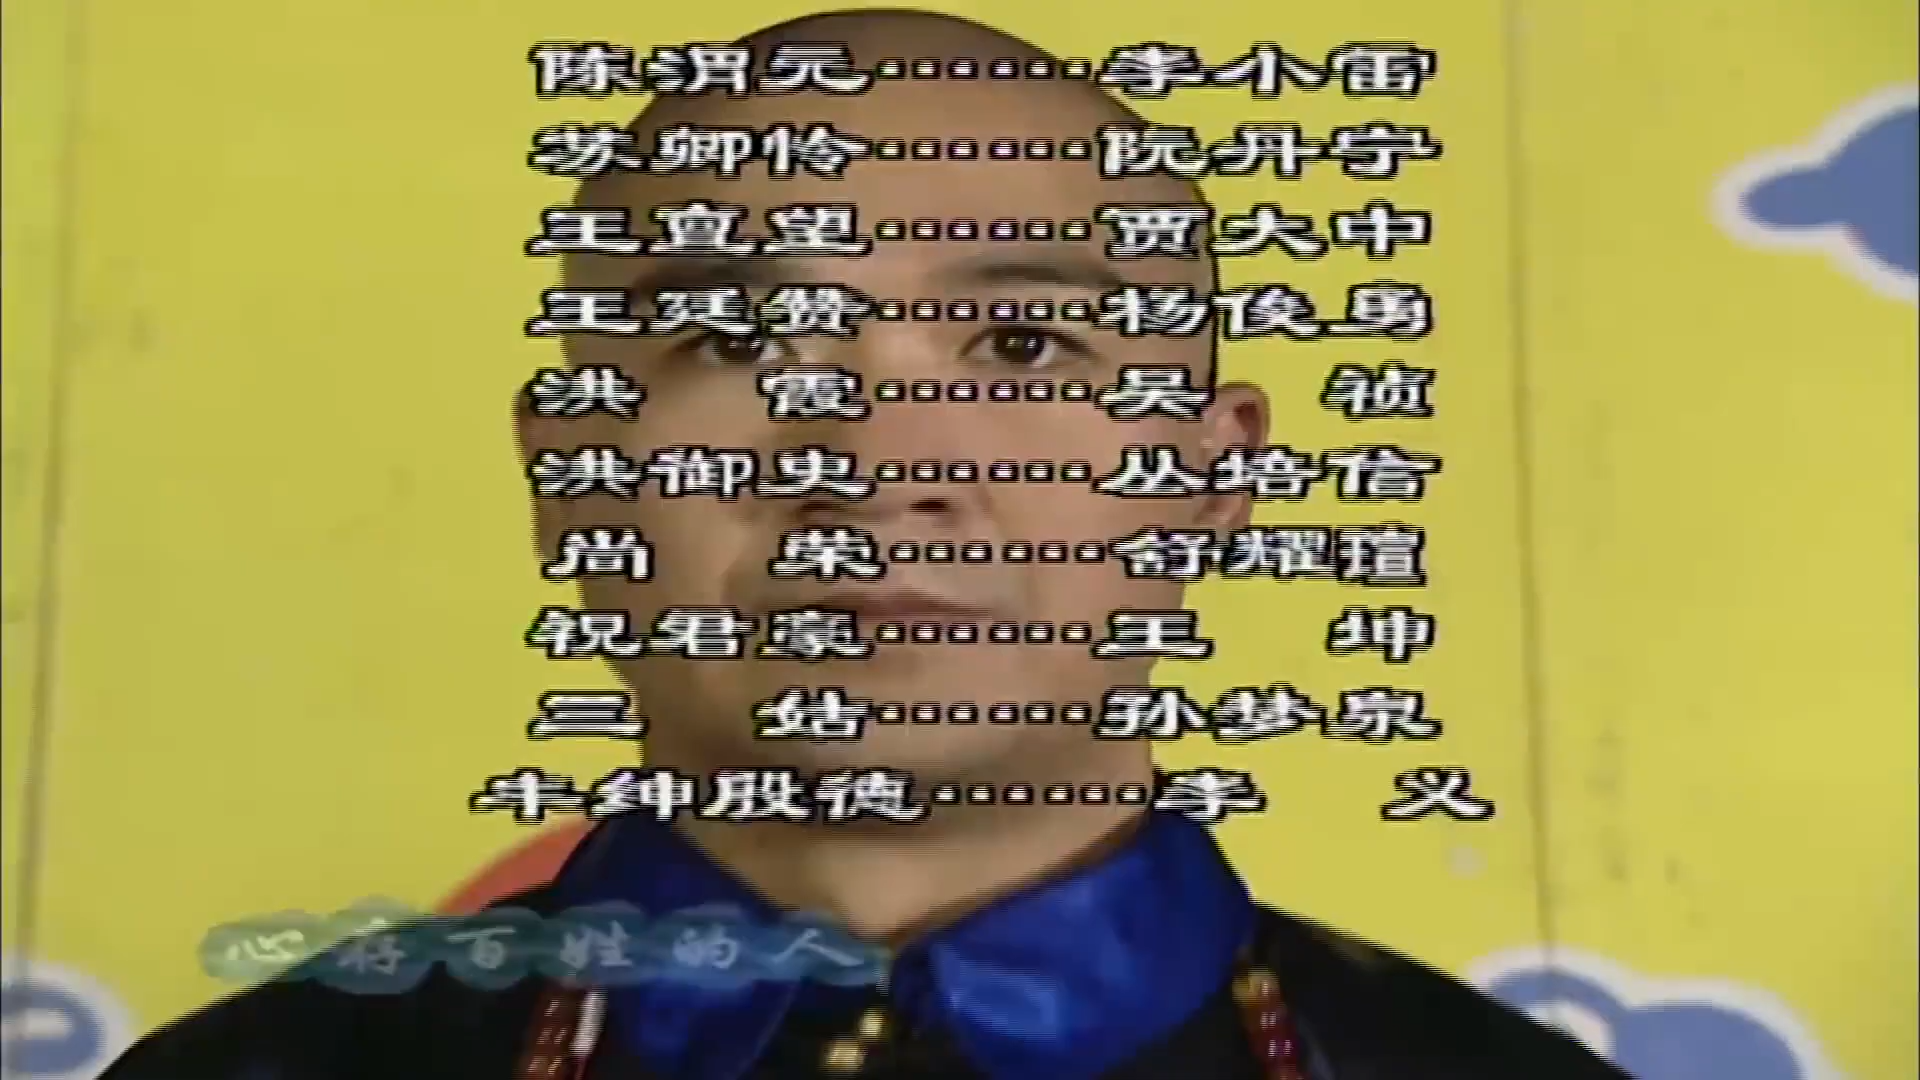 陈渭元······李小雷
苏卿怜······阮丹宁
王亶望······贾大中
王廷赞······杨俊勇
洪　霞······吴　祯
洪御史······丛培信
尚　荣······舒耀瑄
祝君豪······王　坤
三　姑······孙梦泉
牛绅殷德······李　义
心存百姓的人